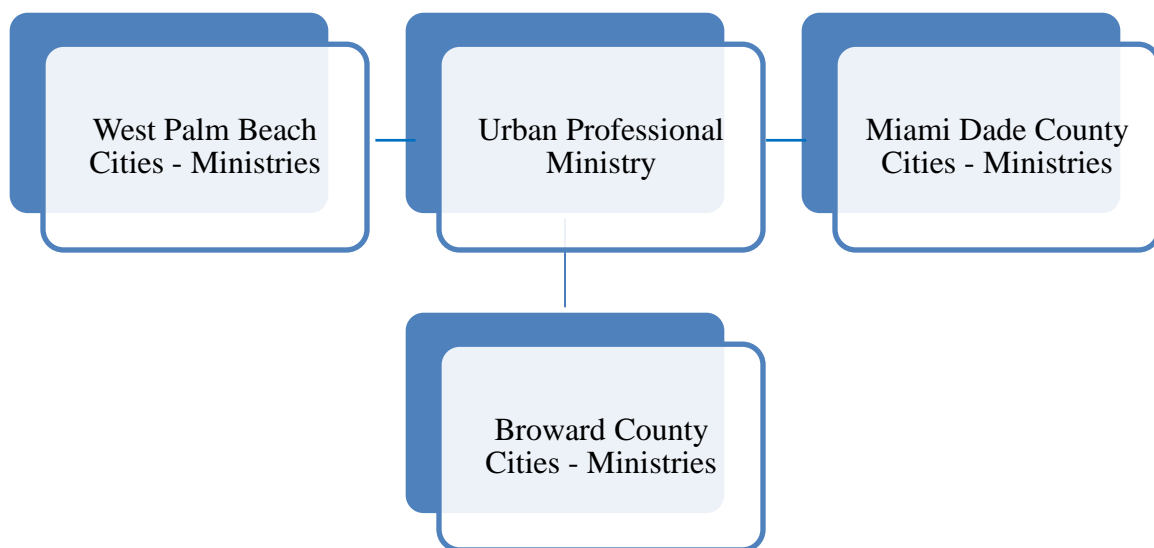 West Palm Beach
Cities - Ministries
Urban Professional
Ministry
Miami Dade County
Cities - Ministries
Broward County
Cities - Ministries